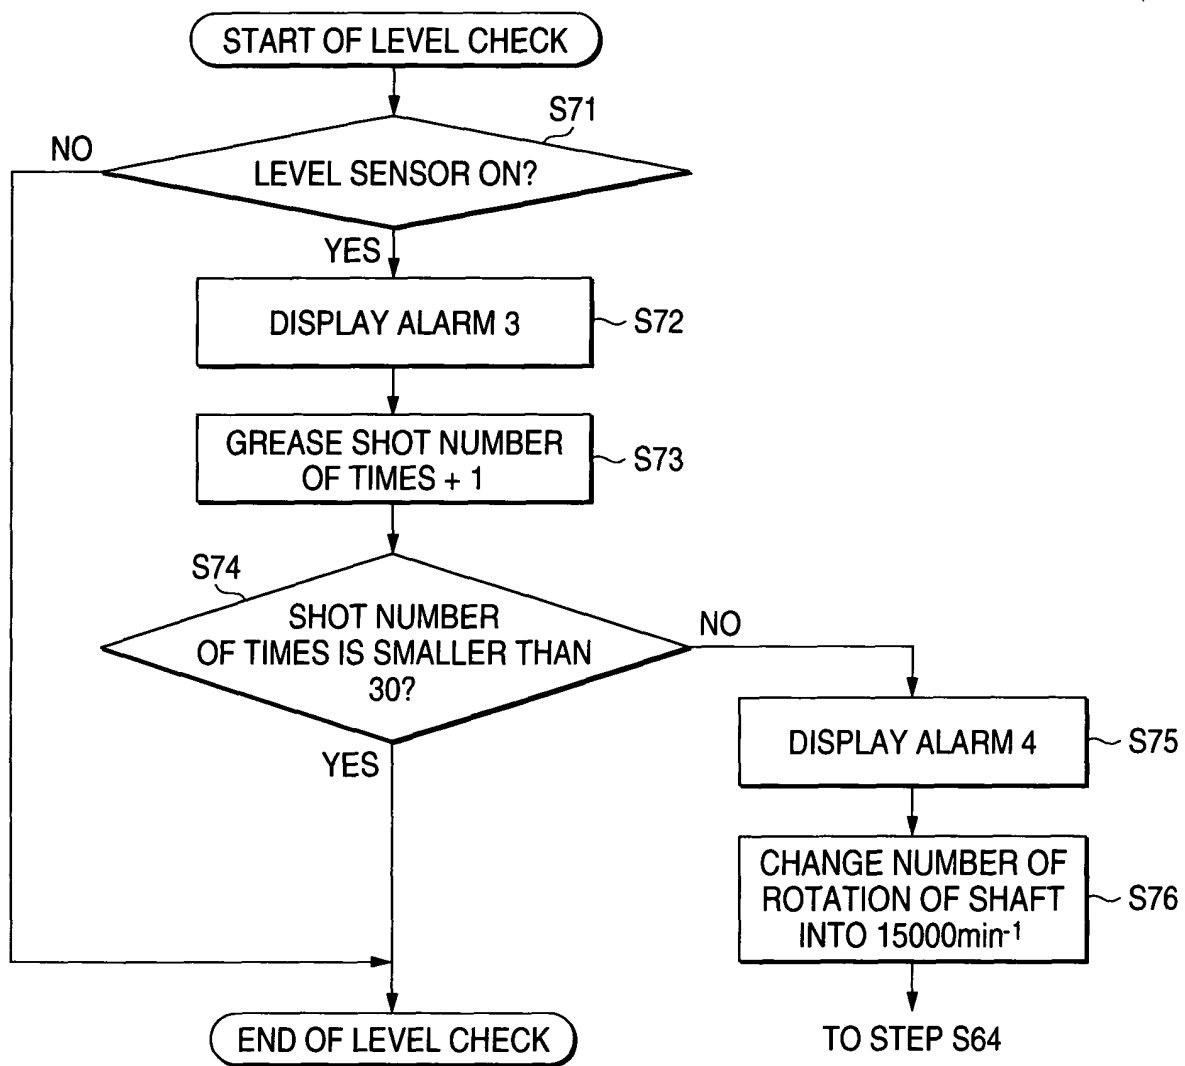 START OF LEVEL CHECK
S71
NO
LEVEL SENSOR ON?
YES
DISPLAY ALARM 3
S72
GREASE SHOT NUMBER
OF TIMES + 1
S73
S74
SHOT NUMBER
OF TIMES IS SMALLER THAN
30?
NO
YES
DISPLAY ALARM 4
S75
CHANGE NUMBER OF
ROTATION OF SHAFT
INTO 15000min-1
S76
END OF LEVEL CHECK
TO STEP S64